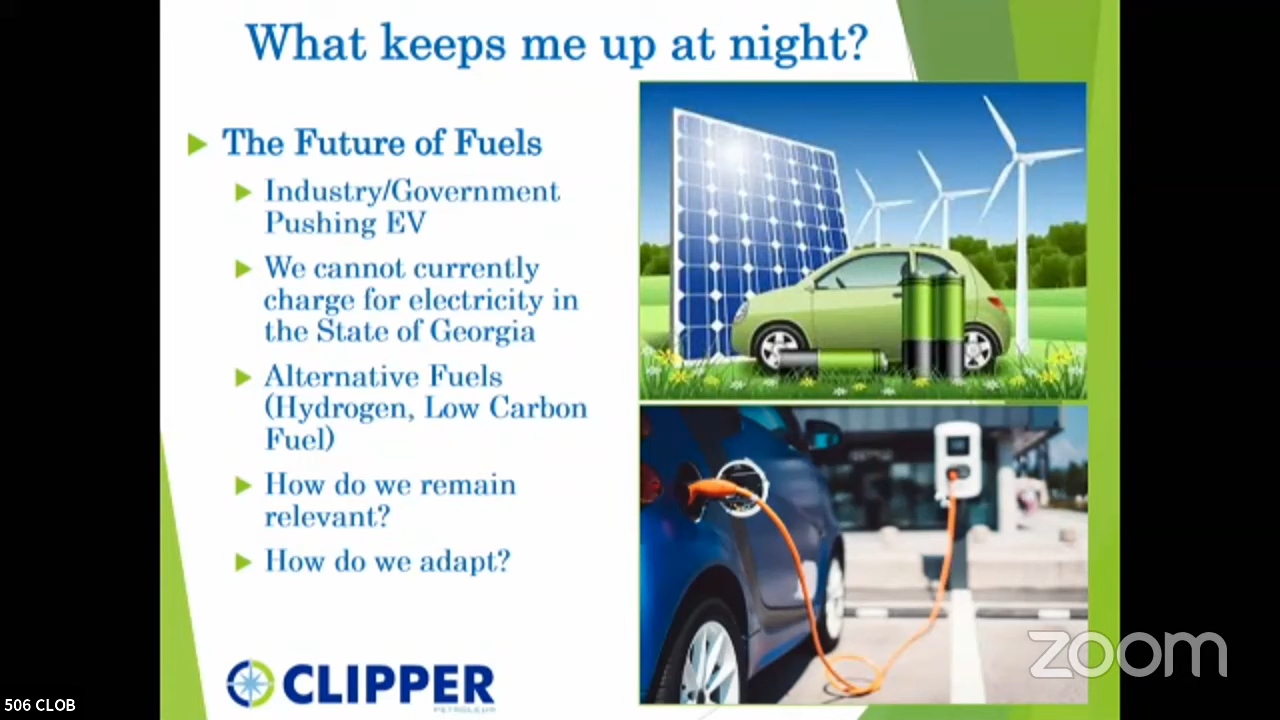 What keeps me up at night?
The Future of Fuels
Industry/Government
Pushing EV
We cannot currently
charge for electricity in
the State of Georgia
Alternative Fuels
(Hydrogen, Low Carbon
Fuel)
How do we remain
relevant?
How do we adapt?
CLIPPER
PETROLEUM
zoom
506 CLOB